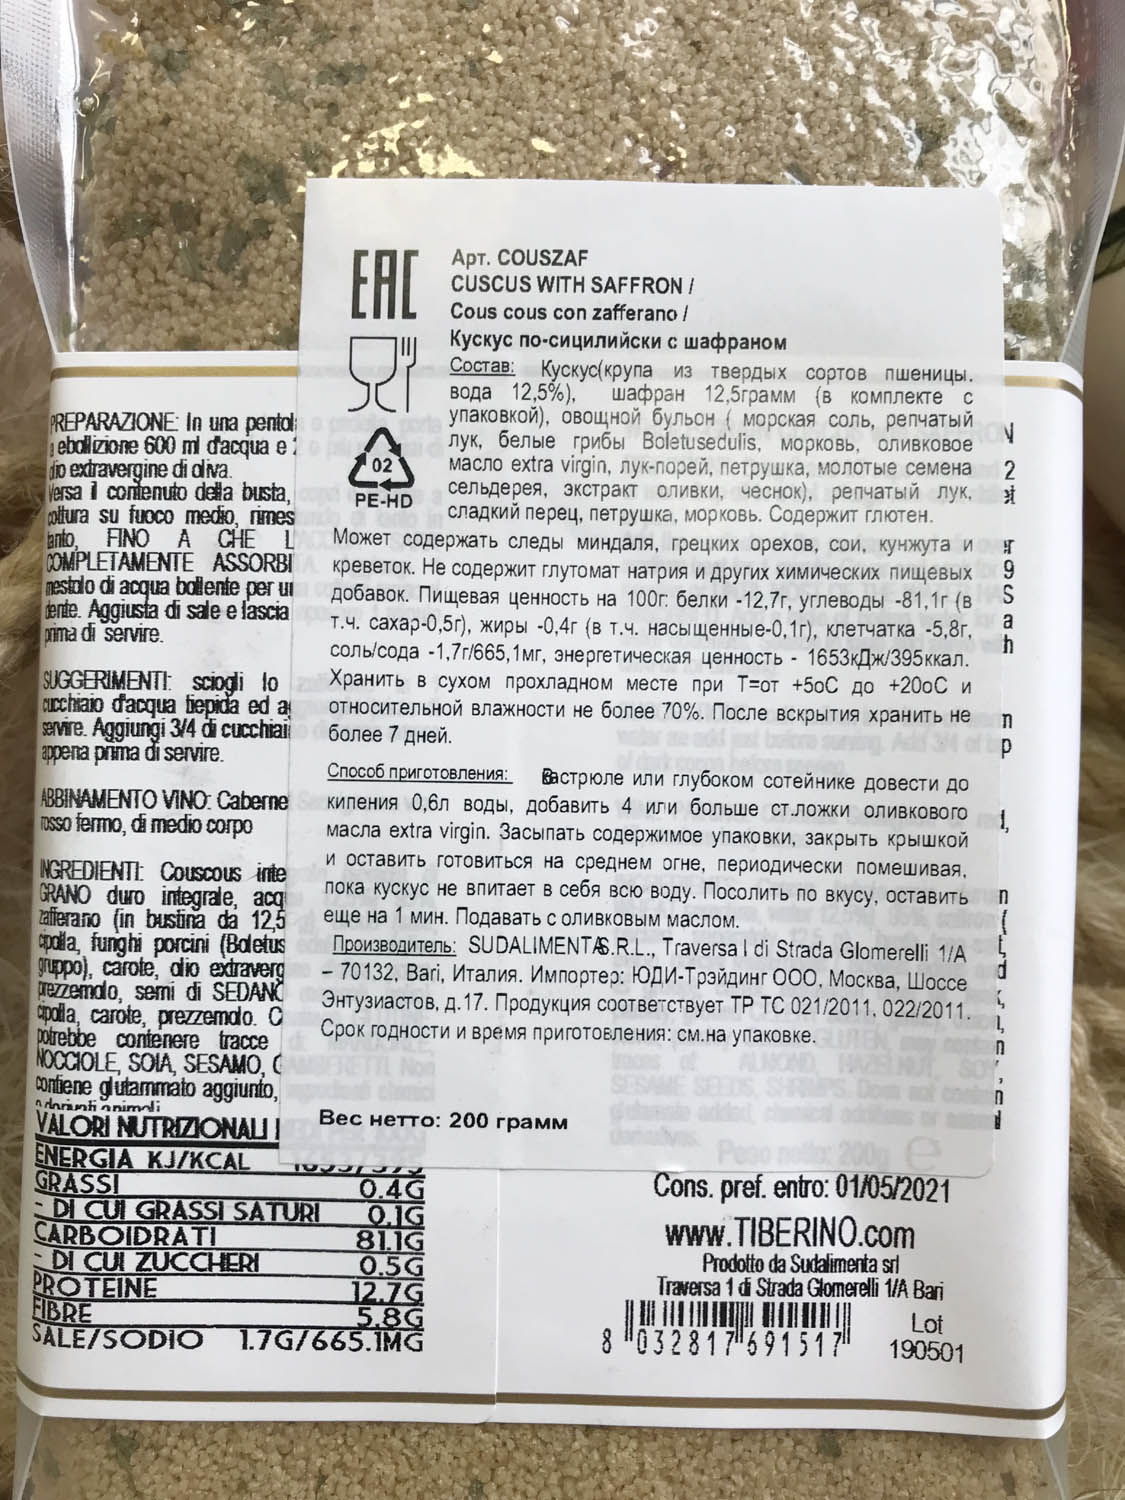 EAC
Арт. COUSZAF
CUSCUS WITH SAFFRON /
Cous cous con zafferano /
Кускус по-сицилийски с шафраном
Состав: Кускус(крупа из твердых сортов пшеницы.
вода 12,5%), шафран 12,5грамм (в комплекте с
упаковкой), овощной бульон ( морская соль, репчатый
лук, белые грибы Boletusedulis, морковь, оливковое
масло extra virgin, лук-порей, петрушка, молотые семена
сельдерея, экстракт оливки, чеснок), репчатый лук,
сладкий перец, петрушка, морковь. Содержит глютен.
Может содержать следы миндаля, грецких орехов, сои, кунжута и
креветок. Не содержит глутомат натрия и других химических пищевых
добавок. Пищевая ценность на 100г: белки -12,7г, углеводы -81,1г (в
т.ч. сахар-0,5г), жиры -0,4г (в т.ч. насыщенные-0,1г), клетчатка -5,8г,
соль/сода -1,7г/665,1мг, энергетическая ценность - 1653кДж/395ккал.
Хранить в сухом прохладном месте при Т=от +5оС до +20оС и
относительной влажности не более 70%. После вскрытия хранить не
более 7 дней.
Способ приготовления: Вкастрюле или глубоком сотейнике довести до
кипения 0,6л воды, добавить 4 или больше ст.ложки оливкового
масла extra virgin. Засыпать содержимое упаковки, закрыть крышкой
и оставить готовиться на среднем огне, периодически помешивая,
пока кускус не впитает в себя всю воду. Посолить по вкусу, оставить
еще на 1 мин. Подавать с оливковым маслом.
Производитель: SUDALIMENTAS.R.L., Traversa I di Strada Glomerelli 1/A
– 70132, Bari, Италия. Импортер: ЮДИ-Трэйдинг ООО, Москва, Шоссе
Энтузиастов, д.17. Продукция соответствует ТР ТС 021/2011, 022/2011.
Срок годности и время приготовления: см.на упаковке.
Вес нетто: 200 грамм
02
PE-HD
PREPARAZIONE: In una pentol
ebollizione 600 ml d'acqua e
dio extravergine di oliva.
Versa il contenuto della busta,
cottura su fuoco medio, rimes
tanto, FINO A CHE L
COMPLETAMENTE ASSORBI
mestolo di acqua bollente per un
dente. Aggiusta di sale e lascia
prima di servire.
SUGGERIMENTI: sciogli lo
cucchiaio d'acqua tiepida ed a
servire. Aggiungi 3/4 di cucchiai
appena prima di servire.
ABBINAMENTO VINO: Caberne
rosso fermo, di medio corpo
INGREDIENTI: Couscous inte
GRANO duro integrale, acq
zafferano (in bustina da 12,5
cipolla, funghi porcini (Boletus
gruppo), carote, olio extraverg
prezzemolo, semi di SEDANO
cipolla, carote, prezzemolo. C
potrebbe contenere tracce
NOCCIOLE, SOIA, SESAMO, G
contiene glutammato aggiunto,
VALORI NUTRIZIONALI
ENERGIA KJ/KCAL 1653/395
GRASSI 0.4G
- DI CUI GRASSI SATURI 0.1G
CARBOIDRATI 81.1G
- DI CUI ZUCCHERI 0.5G
PROTEINE 12.7G
FIBRE 5.8G
SALE/SODIO 1.7G/665.1MG
Peso netto: 200g e
Cons. pref. entro: 01/05/2021
www.TIBERINO.com
Prodotto da Sudalimenta srl
Traversa 1 di Strada Glomerelli 1/A Bari
8 032817 691517
Lot
190501